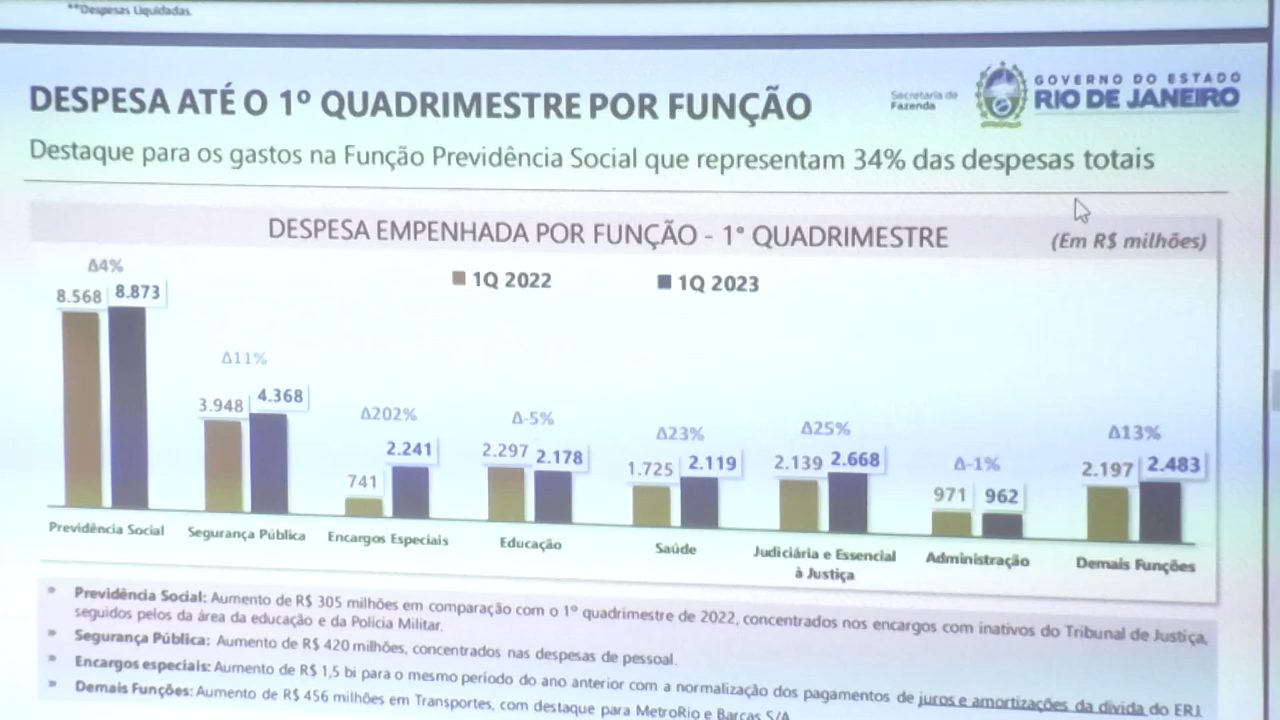 **Despesas Liquidadas.
DESPESA ATÉ O 1º QUADRIMESTRE POR FUNÇÃO
Secretaria de
Fazenda
GOVERNO DO ESTADO
RIO DE JANEIRO
Destaque para os gastos na Função Previdência Social que representam 34% das despesas totais
DESPESA EMPENHADA POR FUNÇÃO - 1° QUADRIMESTRE
(Em R$ milhões)
1Q 2022 1Q 2023
Δ4%
8.568 8.873
Δ11%
3.948 4.368
Δ202%
741 2.241
Δ-5%
2.297 2.178
Δ23%
1.725 2.119
Δ25%
2.139 2.668
Δ-1%
971 962
Δ13%
2.197 2.483
Previdência Social
Segurança Pública
Encargos Especiais
Educação
Saúde
Judiciária e Essencial
à Justiça
Administração
Demais Funções
» Previdência Social: Aumento de R$ 305 milhões em comparação com o 1º quadrimestre de 2022, concentrados nos encargos com inativos do Tribunal de Justiça,
seguidos pelos da área da educação e da Polícia Militar.
» Segurança Pública: Aumento de R$ 420 milhões, concentrados nas despesas de pessoal.
» Encargos especiais: Aumento de R$ 1,5 bi para o mesmo período do ano anterior com a normalização dos pagamentos de juros e amortizações da dívida do ERJ.
» Demais Funções: Aumento de R$ 456 milhões em Transportes, com destaque para MetroRio e Barcas S/A